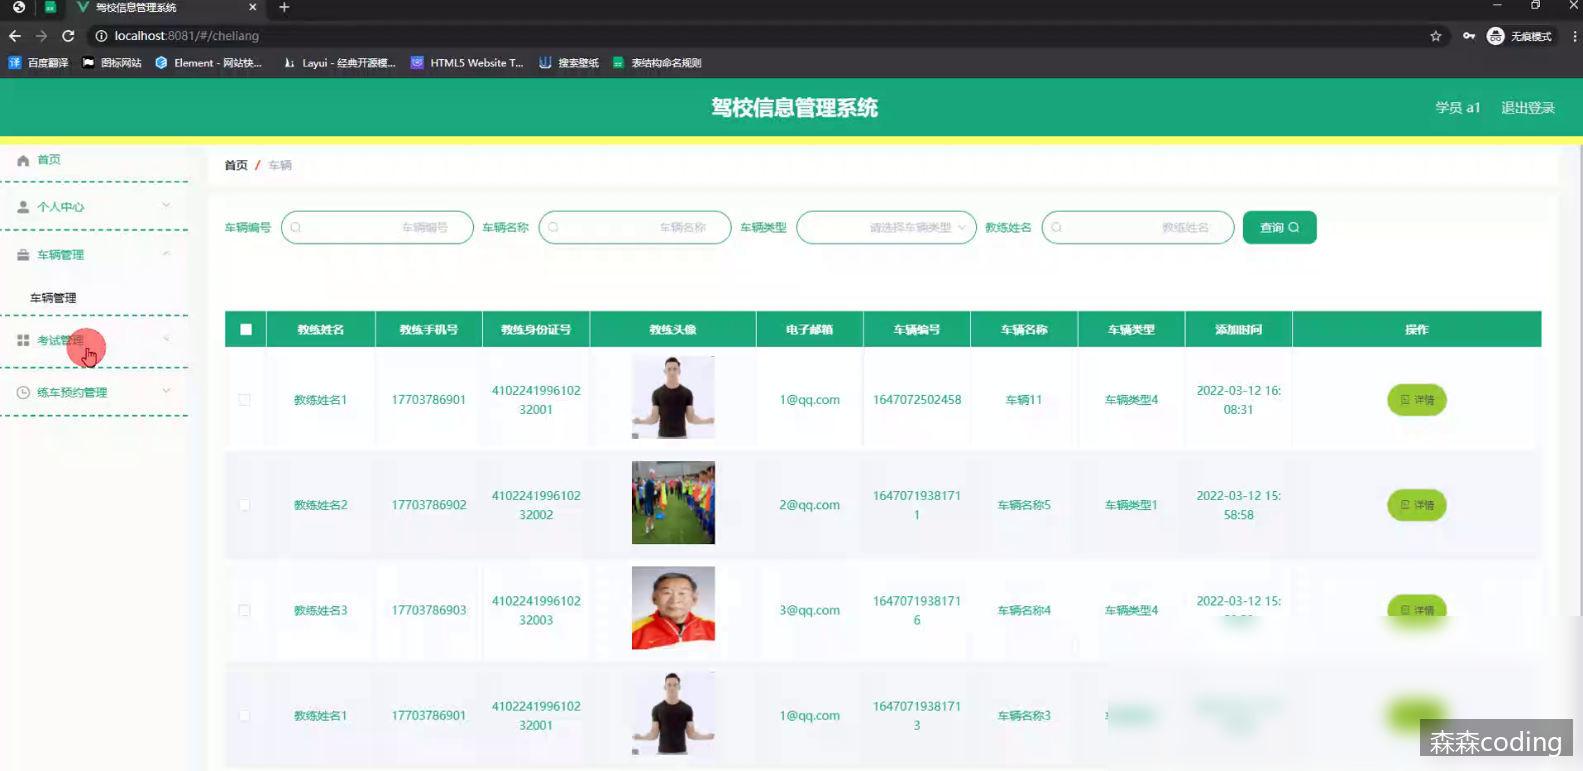 驾校信息管理系统
localhost:8081/#/cheliang
无痕模式
百度翻译 图标网站 Element - 网站快... Layui - 经典开源模... HTML5 Website T... 搜索壁纸 表结构命名规则
驾校信息管理系统
学员 a1 退出登录
首页
个人中心
车辆管理
车辆管理
考试管理
练车预约管理
首页 / 车辆
车辆编号 车辆编号 车辆名称 车辆名称 车辆类型 请选择车辆类型 教练姓名 教练姓名 查询
教练姓名 教练手机号 教练身份证号 教练头像 电子邮箱 车辆编号 车辆名称 车辆类型 添加时间 操作
教练姓名1 17703786901 4102241996102 1@qq.com 1647072502458 车辆11 车辆类型4 2022-03-12 16: 详情
32001 08:31
教练姓名2 17703786902 4102241996102 2@qq.com 1647071938171 车辆名称5 车辆类型1 2022-03-12 15: 详情
32002 1 58:58
教练姓名3 17703786903 4102241996102 3@qq.com 1647071938171 车辆名称4 车辆类型4 2022-03-12 15: 详情
32003 6
教练姓名1 17703786901 4102241996102 1@qq.com 1647071938171 车辆名称3
32001 3
森森coding